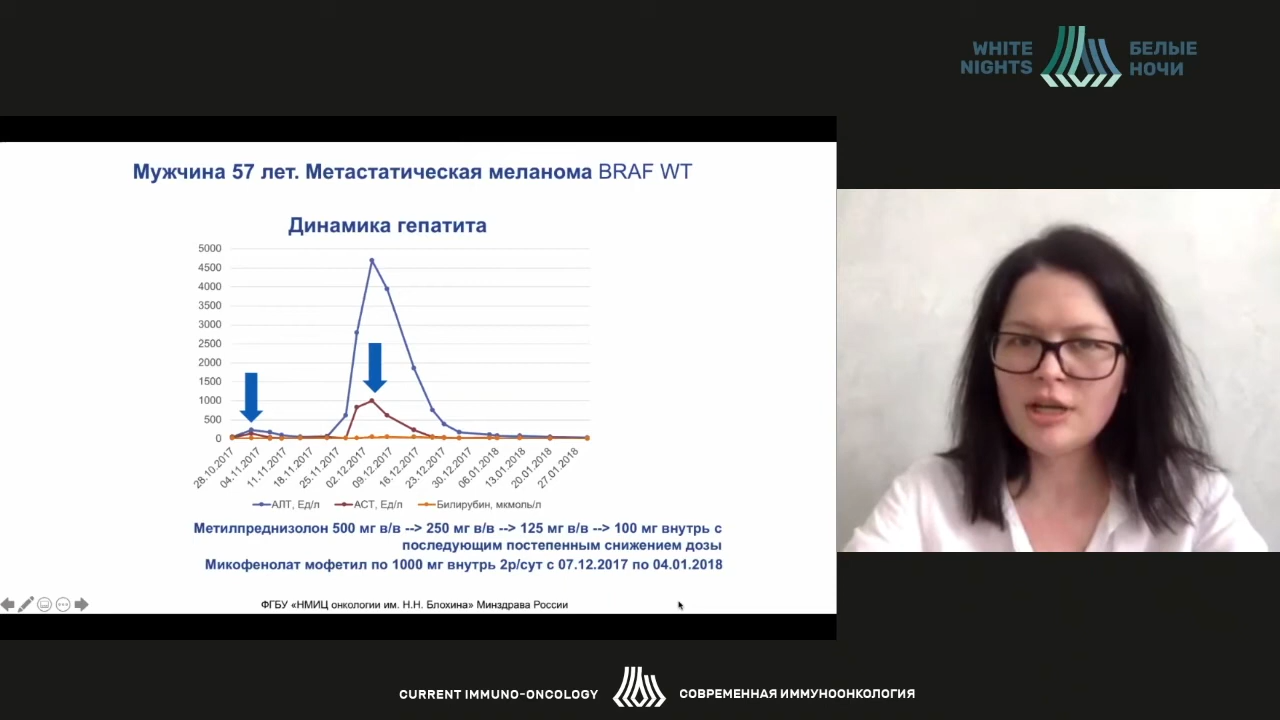 WHITE
NIGHTS
БЕЛЫЕ
НОЧИ
Мужчина 57 лет. Метастатическая меланома BRAF WT
Динамика гепатита
5000
4500
4000
3500
3000
2500
2000
1500
1000
500
0
28.10.2017
04.11.2017
11.11.2017
18.11.2017
25.11.2017
02.12.2017
09.12.2017
16.12.2017
23.12.2017
30.12.2017
06.01.2018
13.01.2018
20.01.2018
27.01.2018
АЛТ, Ед/л
АСТ, Ед/л
Билирубин, мкмоль/л
Метилпреднизолон 500 мг в/в --> 250 мг в/в --> 125 мг в/в --> 100 мг внутрь с
последующим постепенным снижением дозы
Микофенолат мофетил по 1000 мг внутрь 2р/сут с 07.12.2017 по 04.01.2018
ФГБУ «НМИЦ онкологии им. Н.Н. Блохина» Минздрава России
CURRENT IMMUNO-ONCOLOGY
СОВРЕМЕННАЯ ИММУНООНКОЛОГИЯ